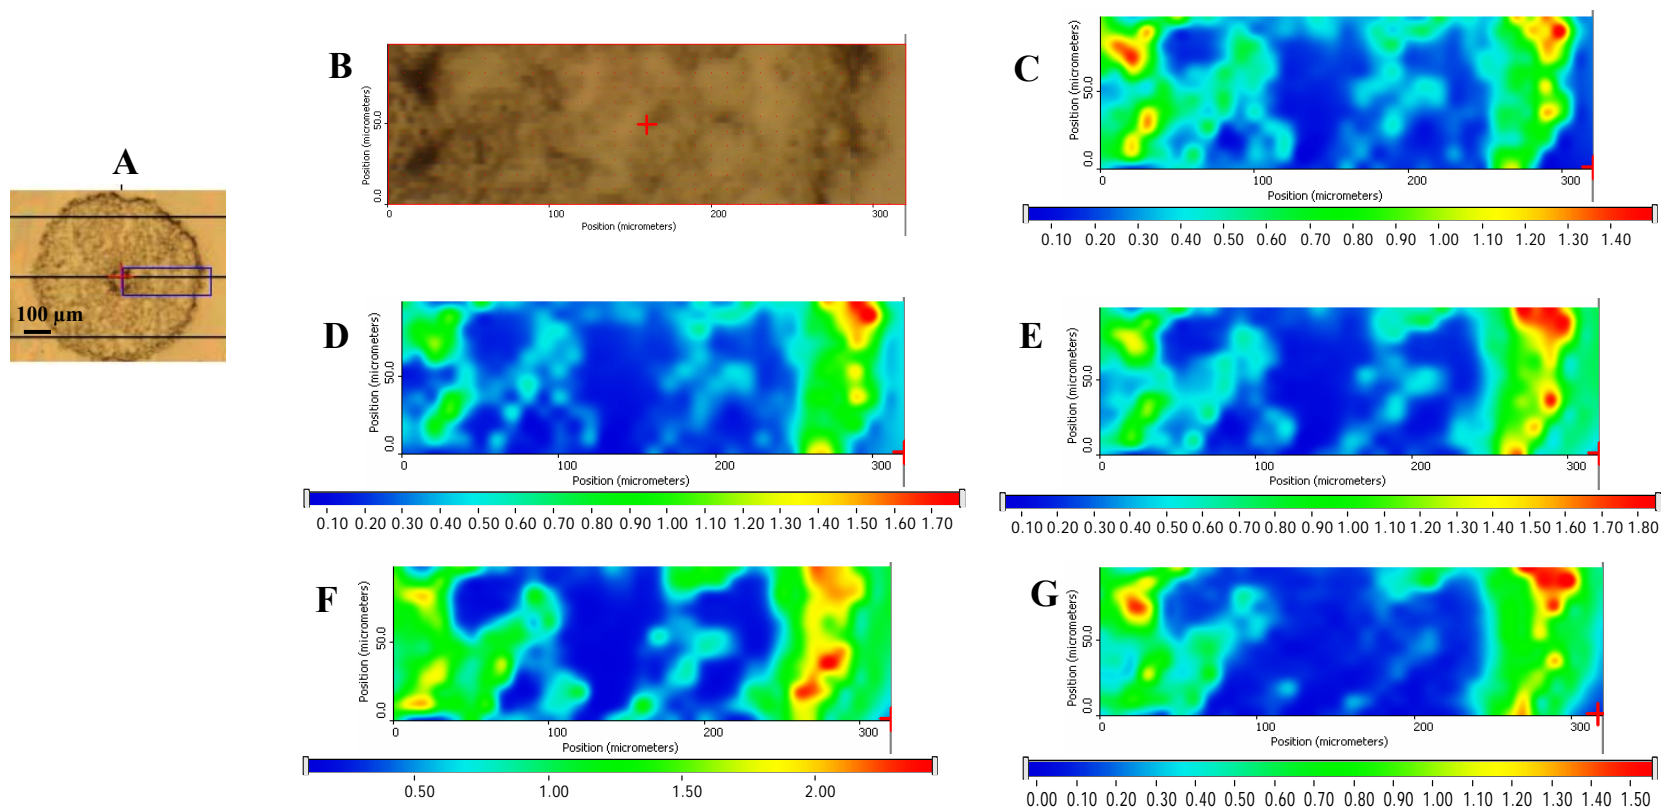 A
100 µm
B
Position (micrometers)
0.0 50.0
0 100 200 300
Position (micrometers)
C
Position (micrometers)
0.0 50.0
0 100 200 300
Position (micrometers)
0.10 0.20 0.30 0.40 0.50 0.60 0.70 0.80 0.90 1.00 1.10 1.20 1.30 1.40
D
Position (micrometers)
0.0 50.0
0 100 200 300
Position (micrometers)
0.10 0.20 0.30 0.40 0.50 0.60 0.70 0.80 0.90 1.00 1.10 1.20 1.30 1.40 1.50 1.60 1.70
E
Position (micrometers)
0.0 50.0
0 100 200 300
Position (micrometers)
0.10 0.20 0.30 0.40 0.50 0.60 0.70 0.80 0.90 1.00 1.10 1.20 1.30 1.40 1.50 1.60 1.70 1.80
F
Position (micrometers)
0.0 50.0
0 100 200 300
Position (micrometers)
0.50 1.00 1.50 2.00
G
Position (micrometers)
0.0 50.0
0 100 200 300
Position (micrometers)
0.00 0.10 0.20 0.30 0.40 0.50 0.60 0.70 0.80 0.90 1.00 1.10 1.20 1.30 1.40 1.50